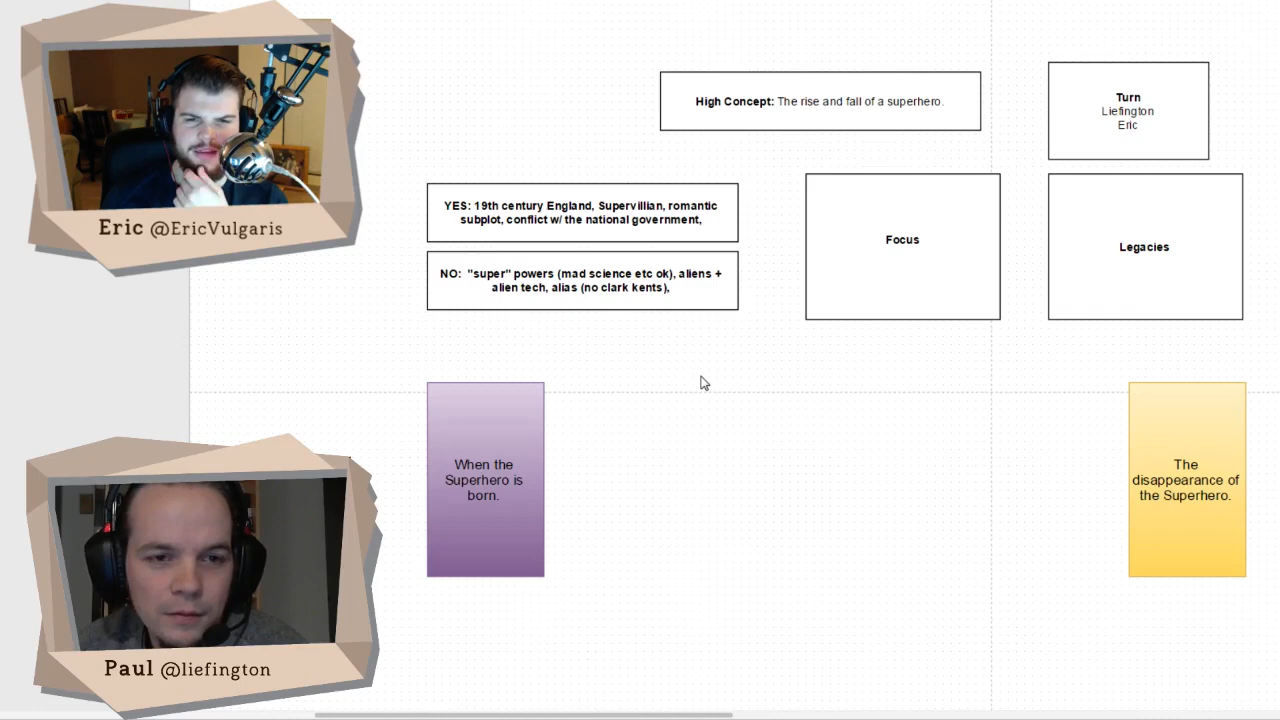 Eric @EricVulgaris
High Concept: The rise and fall of a superhero.
Turn
Liefington
Eric
YES: 19th century England, Supervillian, romantic
subplot, conflict w/ the national government,
NO: "super" powers (mad science etc ok), aliens +
alien tech, alias (no clark kents),
Focus
Legacies
When the
Superhero is
born.
The
disappearance of
the Superhero.
Paul @liefington